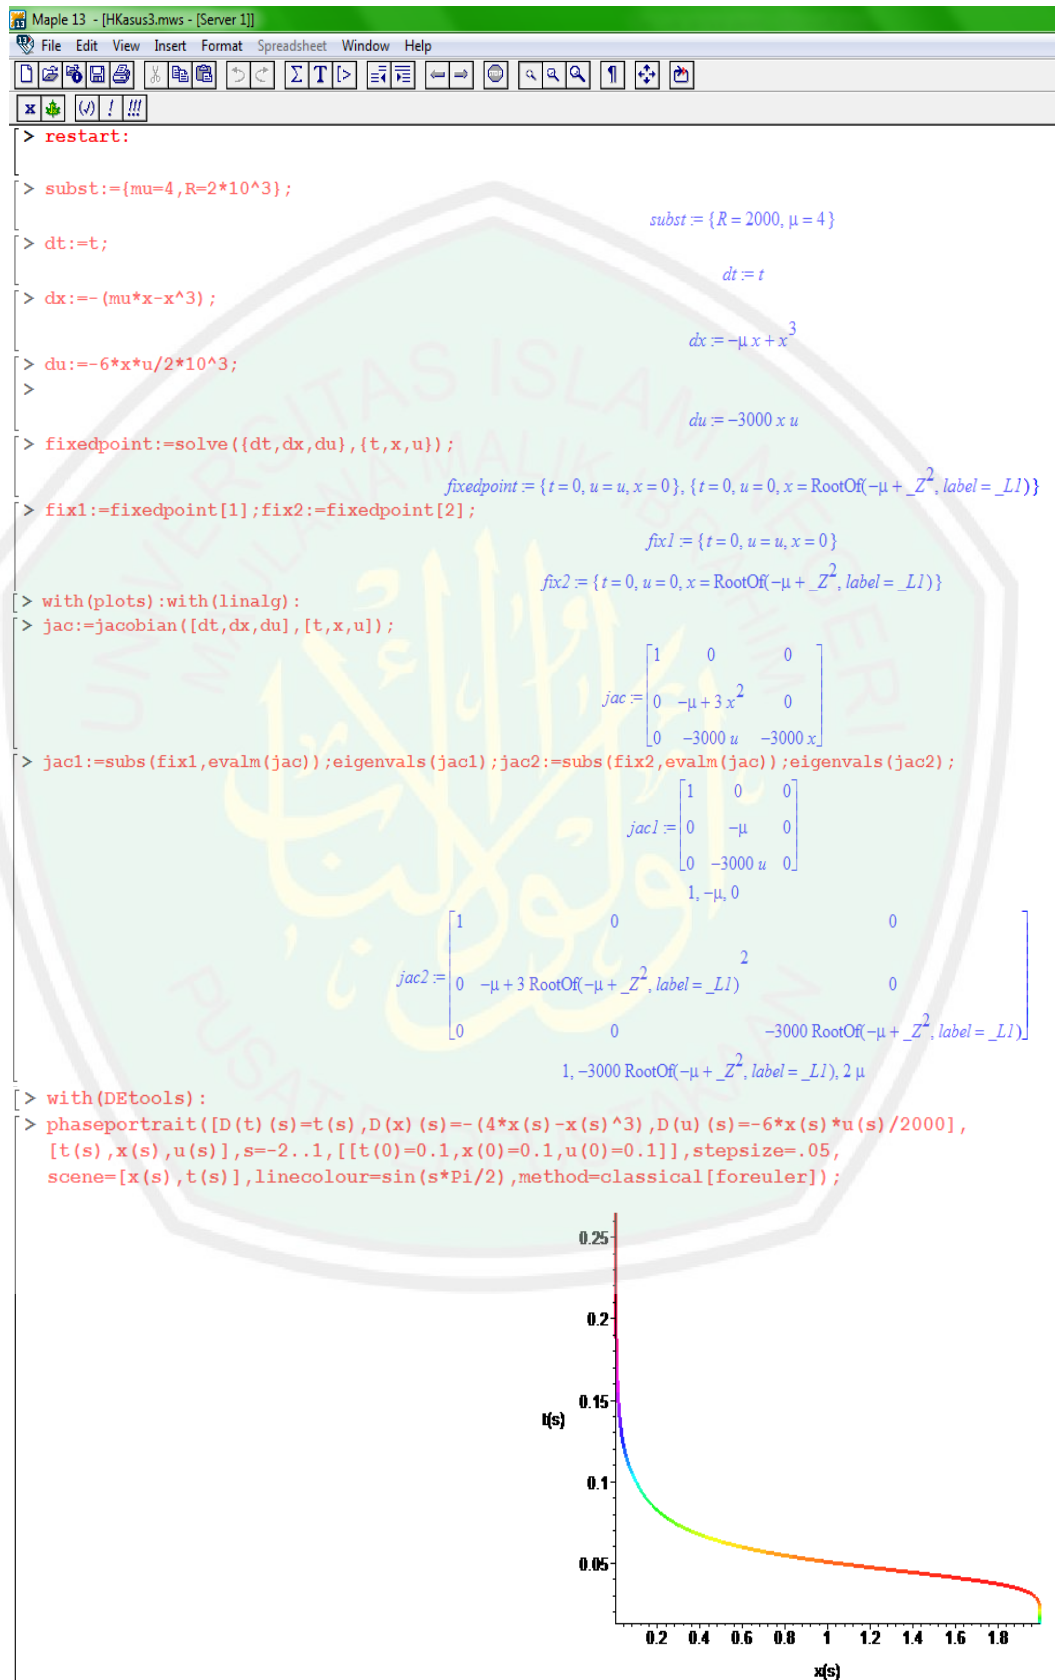 Maple 13 - [HKasus3.mws - [Server 1]]
File Edit View Insert Format Spreadsheet Window Help
> restart:
> subst:={mu=4,R=2*10^3};
subst := {R = 2000, μ = 4}
> dt:=t;
dt := t
> dx:=-(mu*x-x^3);
dx := -μ x + x^3
> du:=-6*x*u/2*10^3;
>
du := -3000 x u
> fixedpoint:=solve({dt,dx,du},{t,x,u});
fixedpoint := {t = 0, u = u, x = 0}, {t = 0, u = 0, x = RootOf(-μ + _Z^2, label = _L1)}
> fix1:=fixedpoint[1];fix2:=fixedpoint[2];
fix1 := {t = 0, u = u, x = 0}
fix2 := {t = 0, u = 0, x = RootOf(-μ + _Z^2, label = _L1)}
> with(plots):with(linalg):
> jac:=jacobian([dt,dx,du],[t,x,u]);
1 0 0
jac := 0 -μ + 3 x^2 0
0 -3000 u -3000 x
> jac1:=subs(fix1,evalm(jac));eigenvals(jac1);jac2:=subs(fix2,evalm(jac));eigenvals(jac2);
1 0 0
jac1 := 0 -μ 0
0 -3000 u 0
1, -μ, 0
1 0 0
jac2 := 0 -μ + 3 RootOf(-μ + _Z^2, label = _L1)^2 0
0 0 -3000 RootOf(-μ + _Z^2, label = _L1)
1, -3000 RootOf(-μ + _Z^2, label = _L1), 2 μ
> with(DEtools):
> phaseportrait([D(t)(s)=t(s),D(x)(s)=-(4*x(s)-x(s)^3),D(u)(s)=-6*x(s)*u(s)/2000],
[t(s),x(s),u(s)],s=-2..1,[[t(0)=0.1,x(0)=0.1,u(0)=0.1]],stepsize=.05,
scene=[x(s),t(s)],linecolour=sin(s*Pi/2),method=classical[foreuler]);
0.25
0.2
0.15
t(s)
0.1
0.05
0.2 0.4 0.6 0.8 1 1.2 1.4 1.6 1.8
x(s)
UNIVERSITAS ISLAM NEGERI
MAULANA MALIK IBRAHIM
PUSAT PERPUSTAKAAN